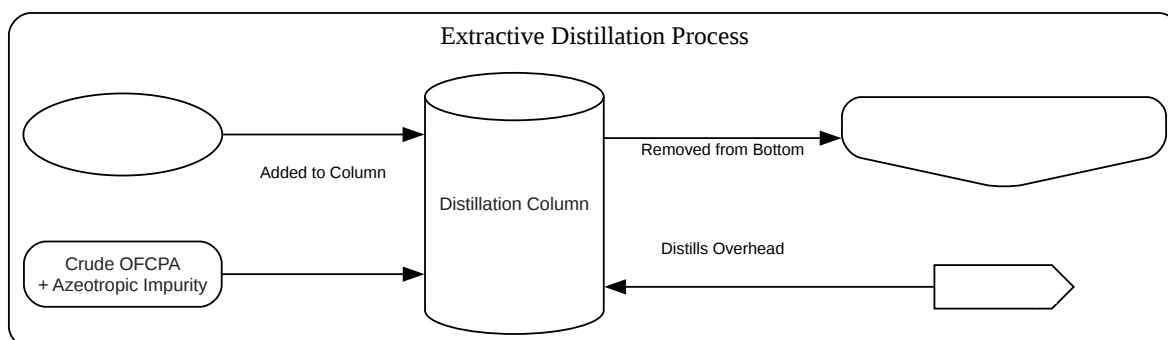 Extractive Distillation Process
Added to Column
Removed from Bottom
Distillation Column
Crude OFCPA
+ Azeotropic Impurity
Distills Overhead